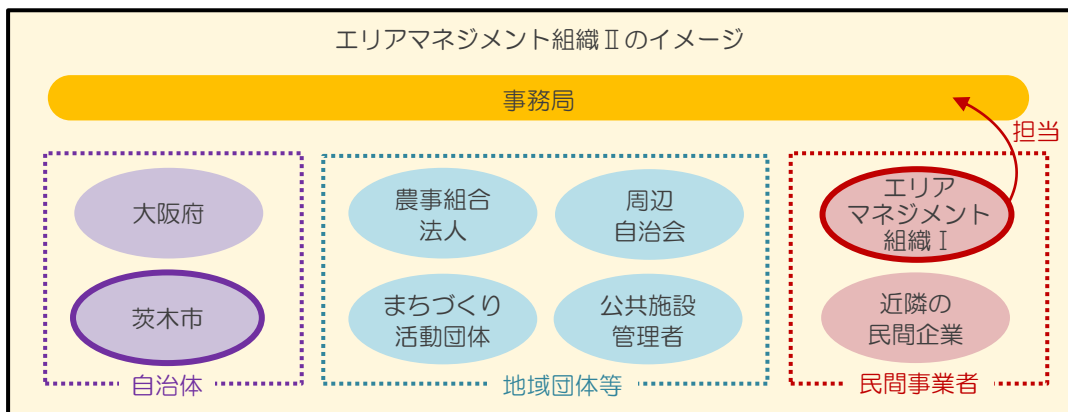 エリアマネジメント組織Ⅱのイメージ
事務局
担当
大阪府
茨木市
自治体
農事組合
法人
周辺
自治会
まちづくり
活動団体
公共施設
管理者
地域団体等
エリア
マネジメント
組織Ⅰ
近隣の
民間企業
民間事業者